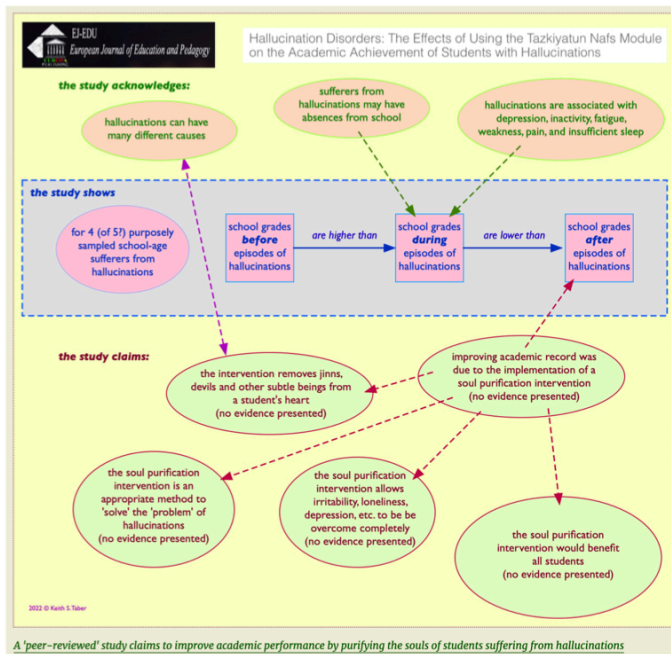 EJ-EDU
European Journal of Education and Pedagogy
Hallucination Disorders: The Effects of Using the Tazkiyatun Nafs Module
on the Academic Achievement of Students with Hallucinations
the study acknowledges:
hallucinations can have
many different causes
sufferers from
hallucinations may have
absences from school
hallucinations are associated with
depression, inactivity, fatigue,
weakness, pain, and insufficient sleep
the study shows
for 4 (of 5?) purposely
sampled school-age
sufferers from
hallucinations
school grades
before
episodes of
hallucinations
are higher than
school grades
during
episodes of
hallucinations
are lower than
school grades
after
episodes of
hallucinations
the study claims:
the intervention removes jinns,
devils and other subtle beings from
a student's heart
(no evidence presented)
improving academic record was
due to the implementation of a
soul purification intervention
(no evidence presented)
the soul purification
intervention is an
appropriate method to
'solve' the 'problem' of
hallucinations
(no evidence presented)
the soul purification
intervention allows
irritability, loneliness,
depression, etc. to be be
overcome completely
(no evidence presented)
the soul purification
intervention would benefit
all students
(no evidence presented)
2022 © Keith S. Taber
A 'peer-reviewed' study claims to improve academic performance by purifying the souls of students suffering from hallucinations